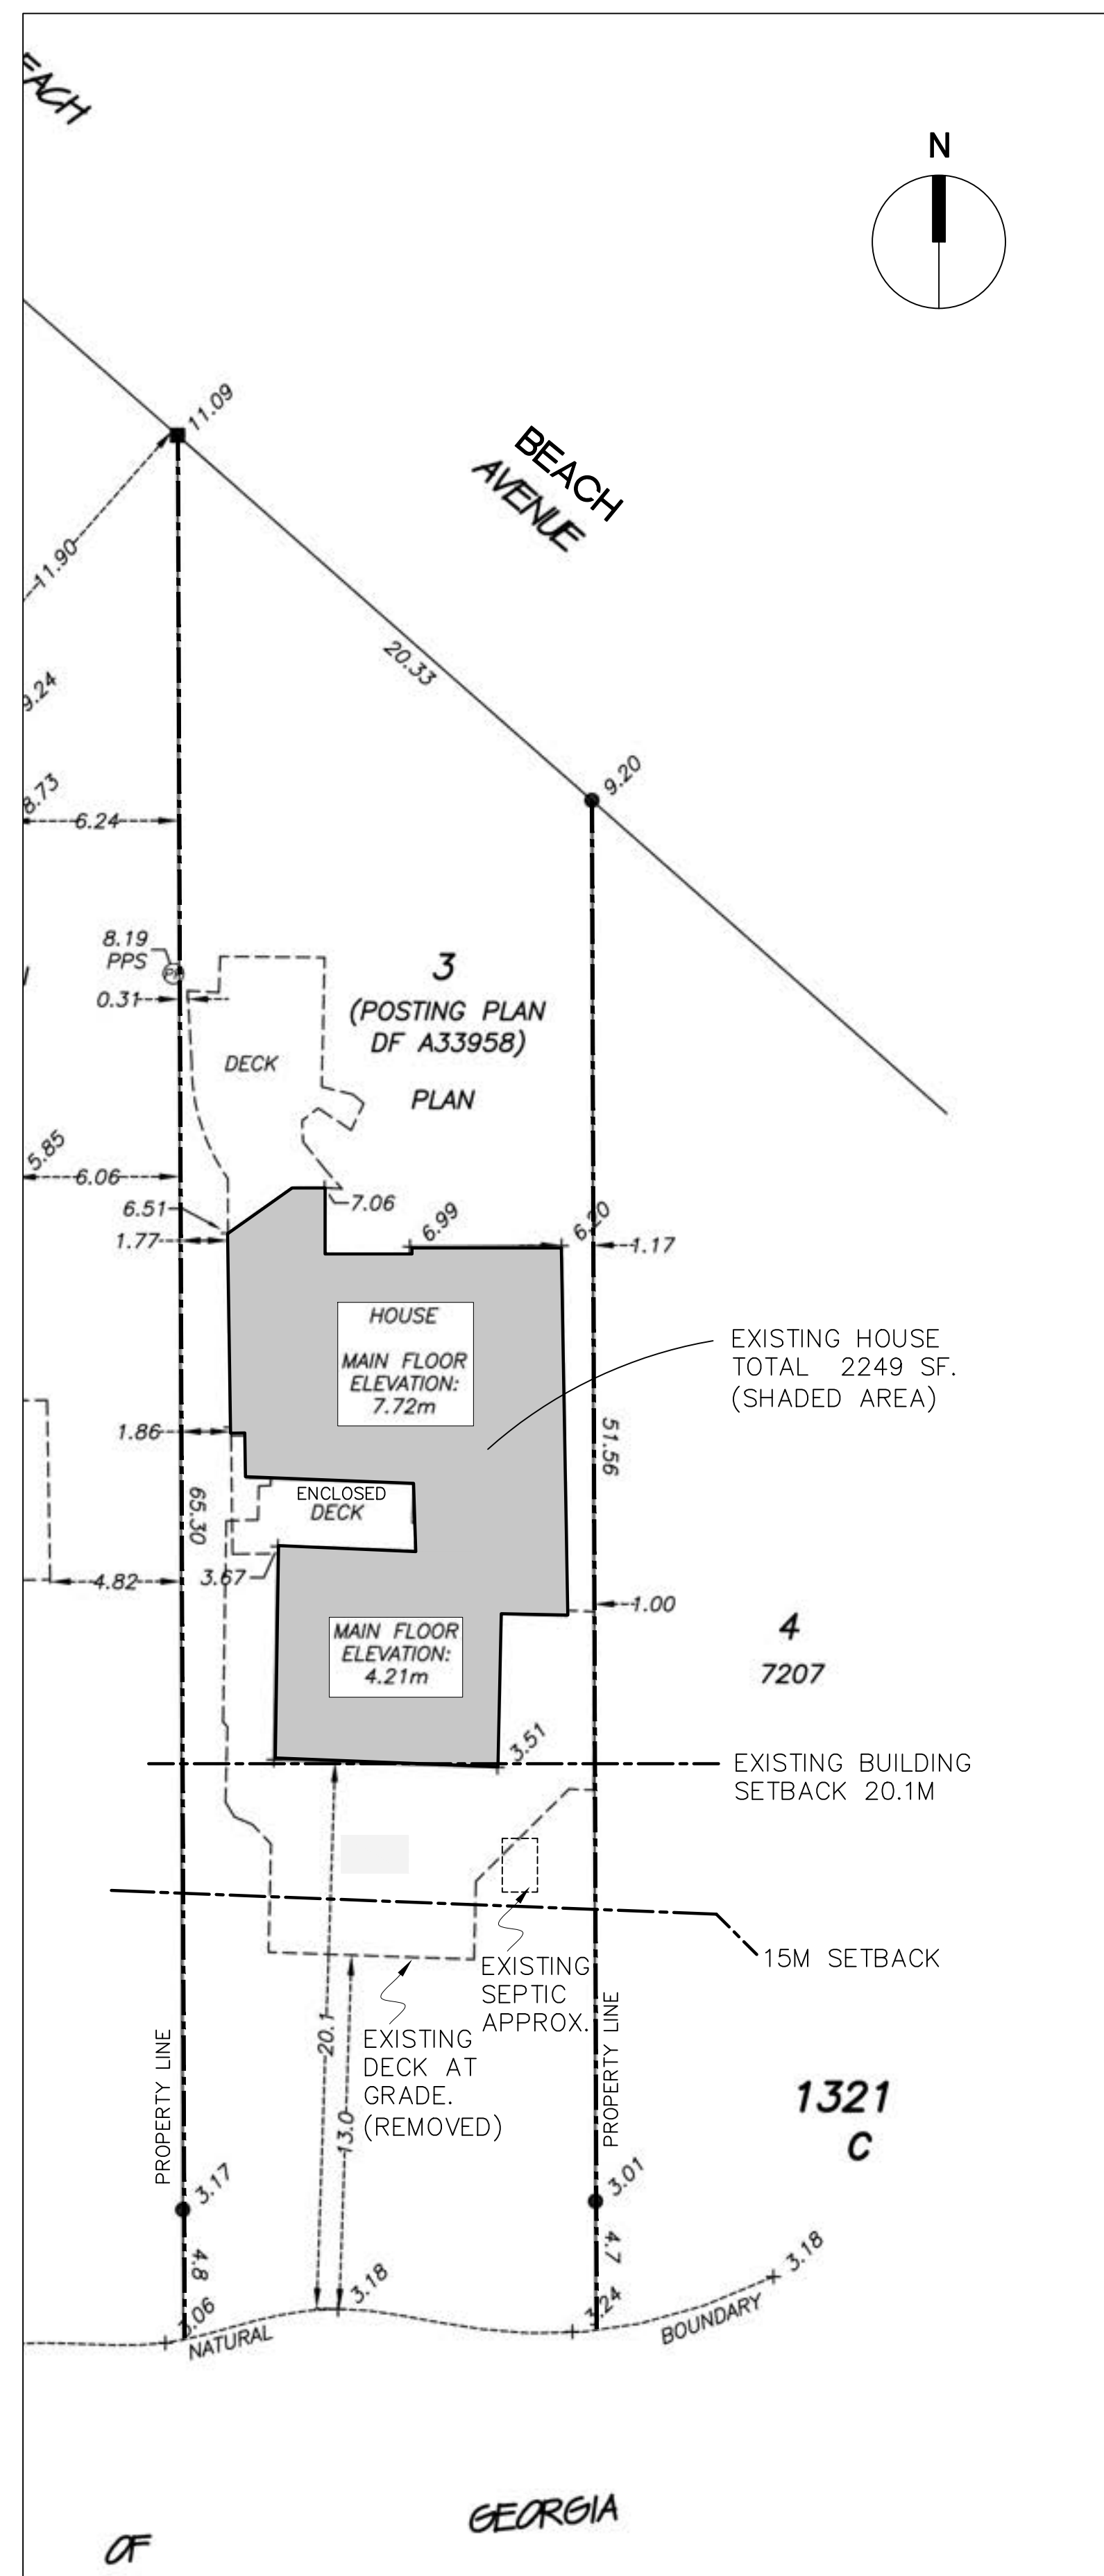 N
11.09
BEACH
AVENUE
11.90
20.33
9.24
9.20
8.73
6.24
8.19
PPS
0.31
3
(POSTING PLAN
DF A33958)
DECK
PLAN
5.85
6.06
6.51
7.06
1.77
6.99
6.20
1.17
HOUSE
MAIN FLOOR
ELEVATION:
7.72m
EXISTING HOUSE
TOTAL 2249 SF.
(SHADED AREA)
1.86
51.56
65.30
ENCLOSED
DECK
4.82
3.67
1.00
MAIN FLOOR
ELEVATION:
4.21m
4
7207
3.51
EXISTING BUILDING
SETBACK 20.1M
15M SETBACK
EXISTING
SEPTIC
APPROX.
EXISTING
DECK AT
GRADE.
(REMOVED)
20.1
13.0
PROPERTY LINE
PROPERTY LINE
1321
C
3.17
3.01
4.8
4.7
3.18
3.18
3.24
NATURAL
BOUNDARY
GEORGIA
OF